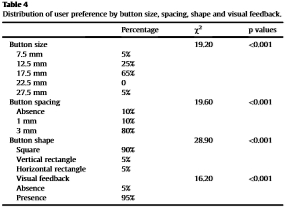 Table 4
Distribution of user preference by button size, spacing, shape and visual feedback.
Percentage χ² p values
Button size 19.20 <0.001
7.5 mm 5%
12.5 mm 25%
17.5 mm 65%
22.5 mm 0
27.5 mm 5%
Button spacing 19.60 <0.001
Absence 10%
1 mm 10%
3 mm 80%
Button shape 28.90 <0.001
Square 90%
Vertical rectangle 5%
Horizontal rectangle 5%
Visual feedback 16.20 <0.001
Absence 5%
Presence 95%